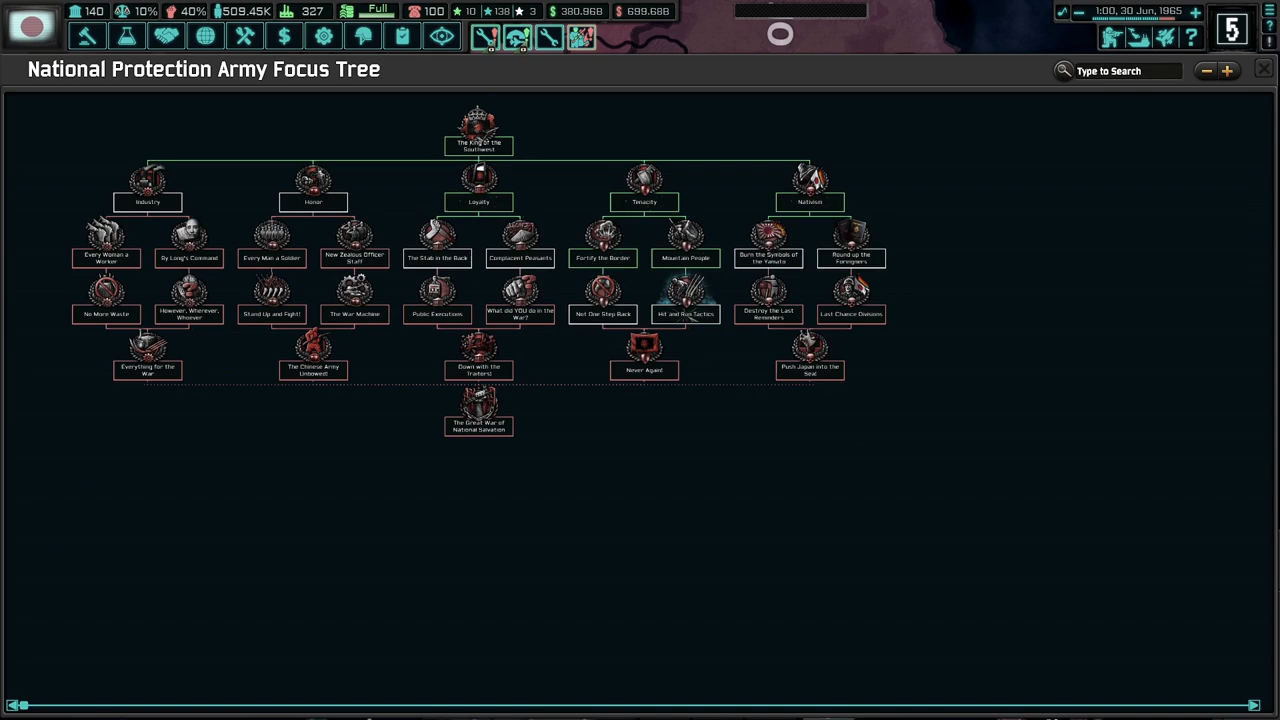 140 10% 40% 509.45K 327 Full 100 10 138 3 $ 380.96B $ 699.68B 1:00, 30 Jun, 1965 5
National Protection Army Focus Tree
Type to Search
The King of the
Southwest
Industry Honor Loyalty Tenacity Nativism
Every Woman a
Worker
By Long's Command
Every Man a Soldier
New Zealous Officer
Staff
The Stab in the Back
Complacent Peasants
Fortify the Border
Mountain People
Burn the Symbols of
the Yamato
Round up the
Foreigners
No More Waste
However, Wherever,
Whoever
Stand Up and Fight!
The War Machine
Public Executions
What did YOU do in the
War?
Not One Step Back
Hit and Run Tactics
Destroy the Last
Reminders
Last Chance Divisions
Everything for the
War
The Chinese Army
Unbowed!
Down with the
Traitors!
Never Again!
Push Japan into the
Sea!
The Great War of
National Salvation